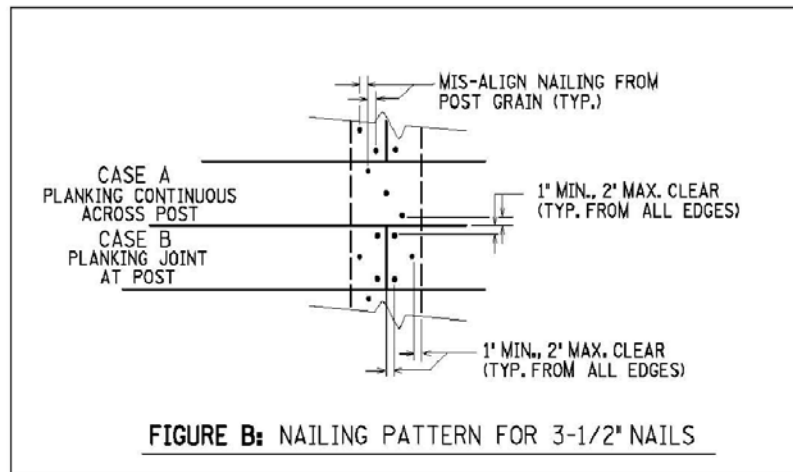 MIS-ALIGN NAILING FROM
POST GRAIN (TYP.)
CASE A
PLANKING CONTINUOUS
ACROSS POST
1" MIN., 2" MAX. CLEAR
(TYP. FROM ALL EDGES)
CASE B
PLANKING JOINT
AT POST
1" MIN., 2" MAX. CLEAR
(TYP. FROM ALL EDGES)
FIGURE B: NAILING PATTERN FOR 3-1/2" NAILS